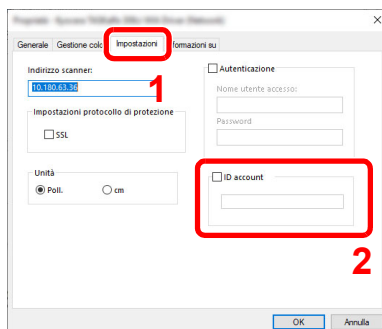 Generale Gestione colo Impostazioni formazioni su
Indirizzo scanner:
10.180.63.36
1
Impostazioni protocollo di protezione
SSL
Unità
Poll. cm
Autenticazione
Nome utente accesso:
Password
ID account
2
OK Annulla